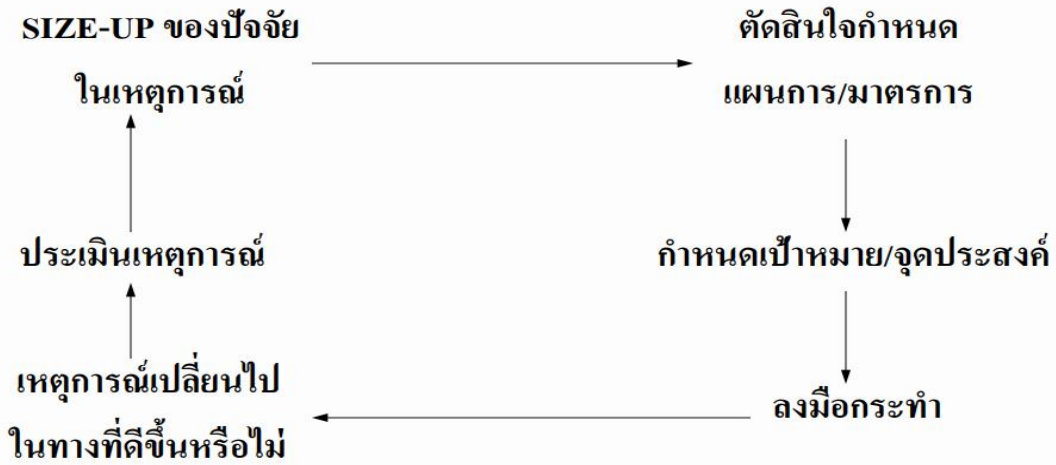 SIZE-UP ของปัจจัย
ในเหตุการณ์
ตัดสินใจกำหนด
แผนการ/มาตรการ
กำหนดเป้าหมาย/จุดประสงค์
ลงมือกระทำ
เหตุการณ์เปลี่ยนไป
ในทางที่ดีขึ้นหรือไม่
ประเมินเหตุการณ์